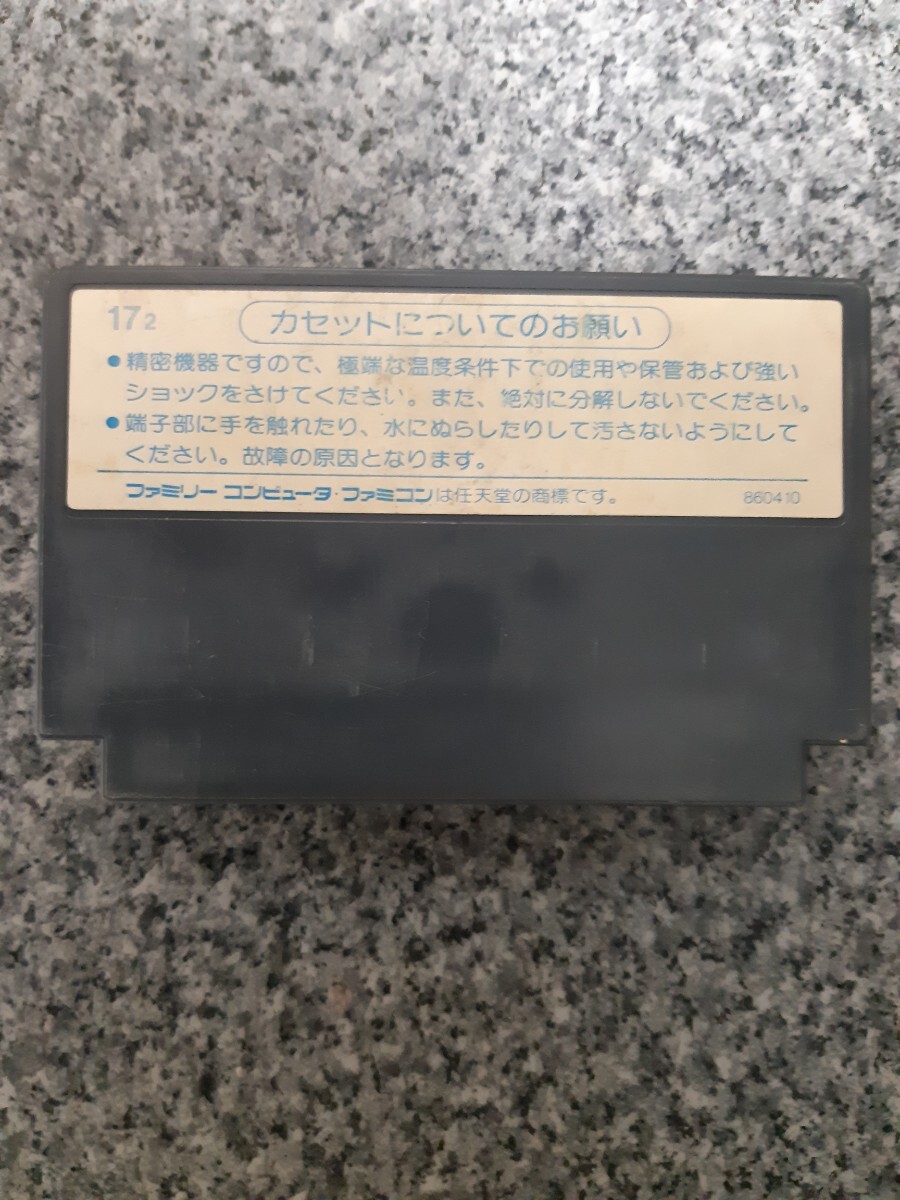 172
カセットについてのお願い
●精密機器ですので、極端な温度条件下での使用や保管および強い
ショックをさけてください。また、絶対に分解しないでください。
●端子部に手を触れたり、水にぬらしたりして汚さないようにして
ください。故障の原因となります。
ファミリーコンピュータ・ファミコンは任天堂の商標です。 860410